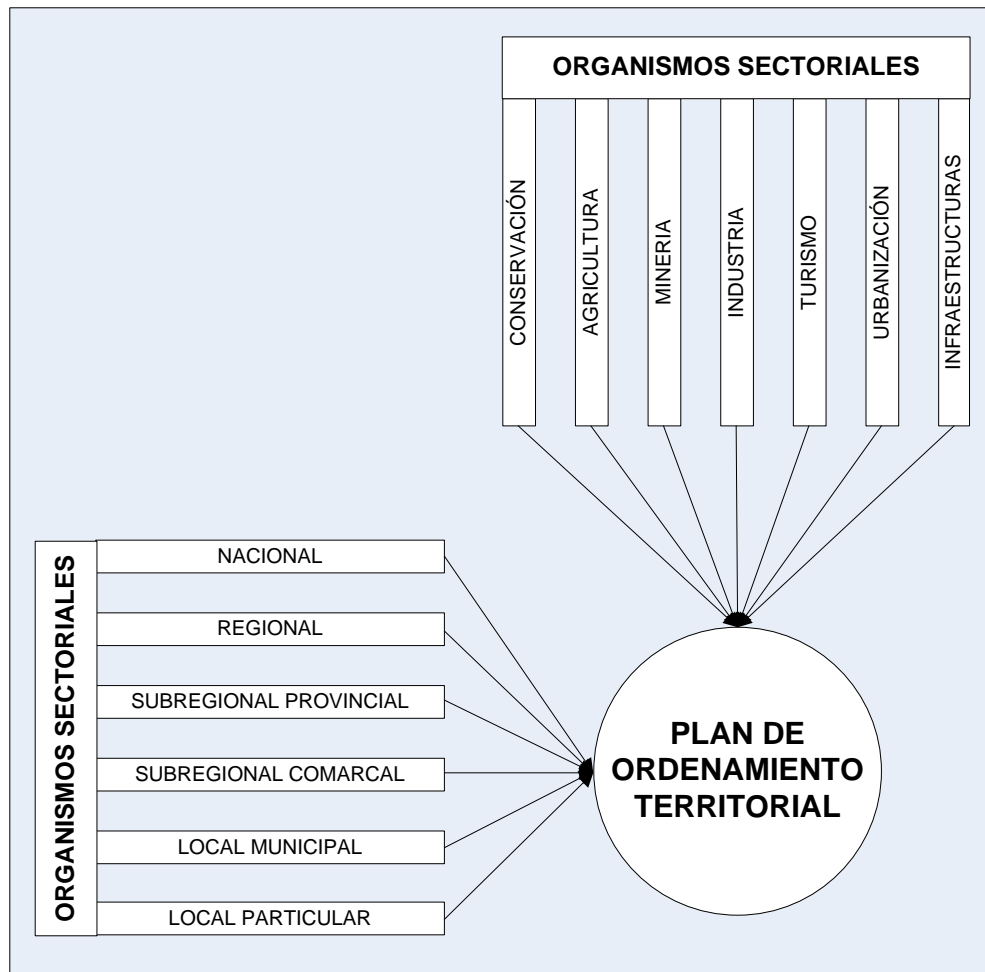 ORGANISMOS SECTORIALES
CONSERVACIÓN
AGRICULTURA
MINERIA
INDUSTRIA
TURISMO
URBANIZACIÓN
INFRAESTRUCTURAS
ORGANISMOS SECTORIALES
NACIONAL
REGIONAL
SUBREGIONAL PROVINCIAL
SUBREGIONAL COMARCAL
LOCAL MUNICIPAL
LOCAL PARTICULAR
PLAN DE
ORDENAMIENTO
TERRITORIAL